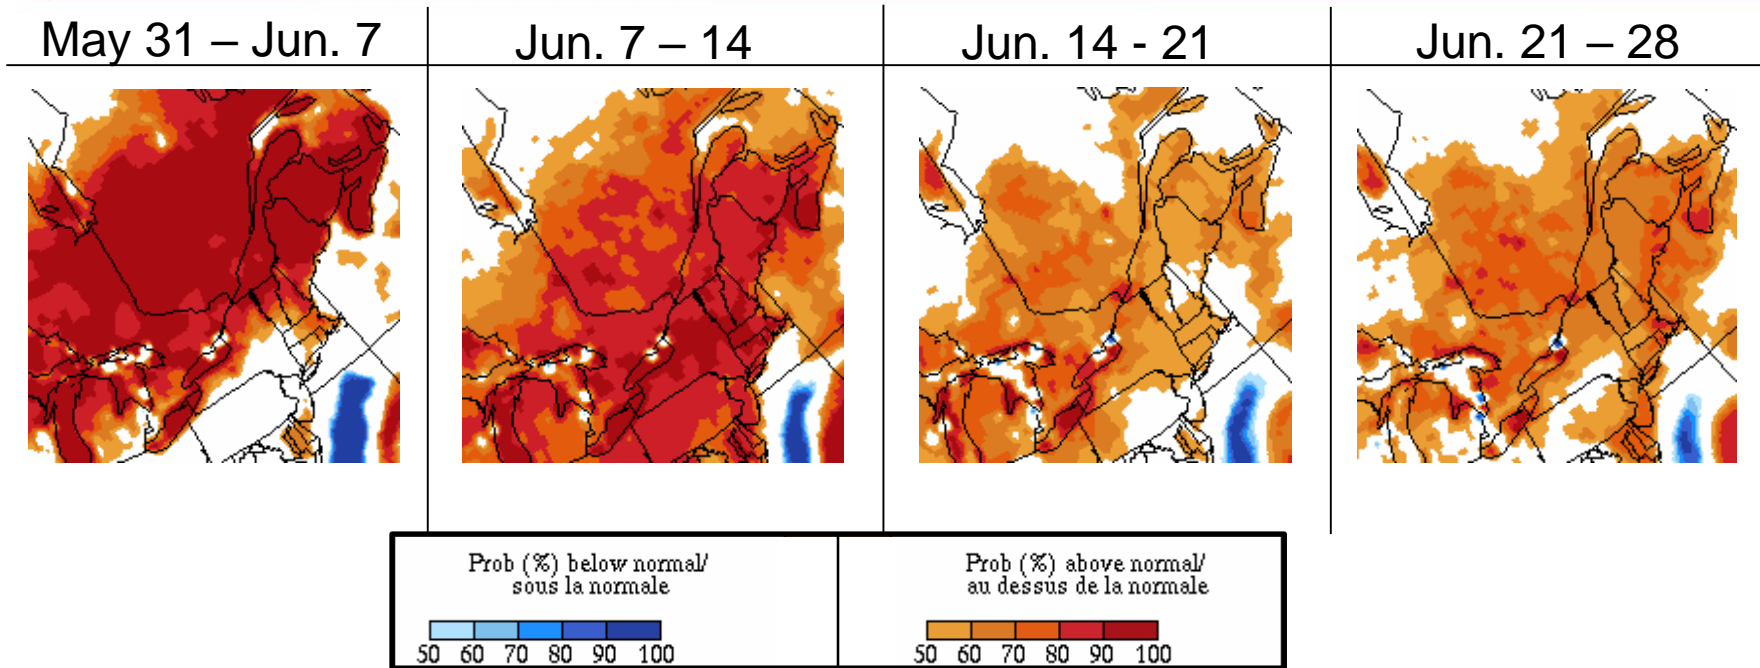 May 31 – Jun. 7
Jun. 7 – 14
Jun. 14 - 21
Jun. 21 – 28
Prob (%) below normal/
sous la normale
50 60 70 80 90 100
Prob (%) above normal/
au dessus de la normale
50 60 70 80 90 100